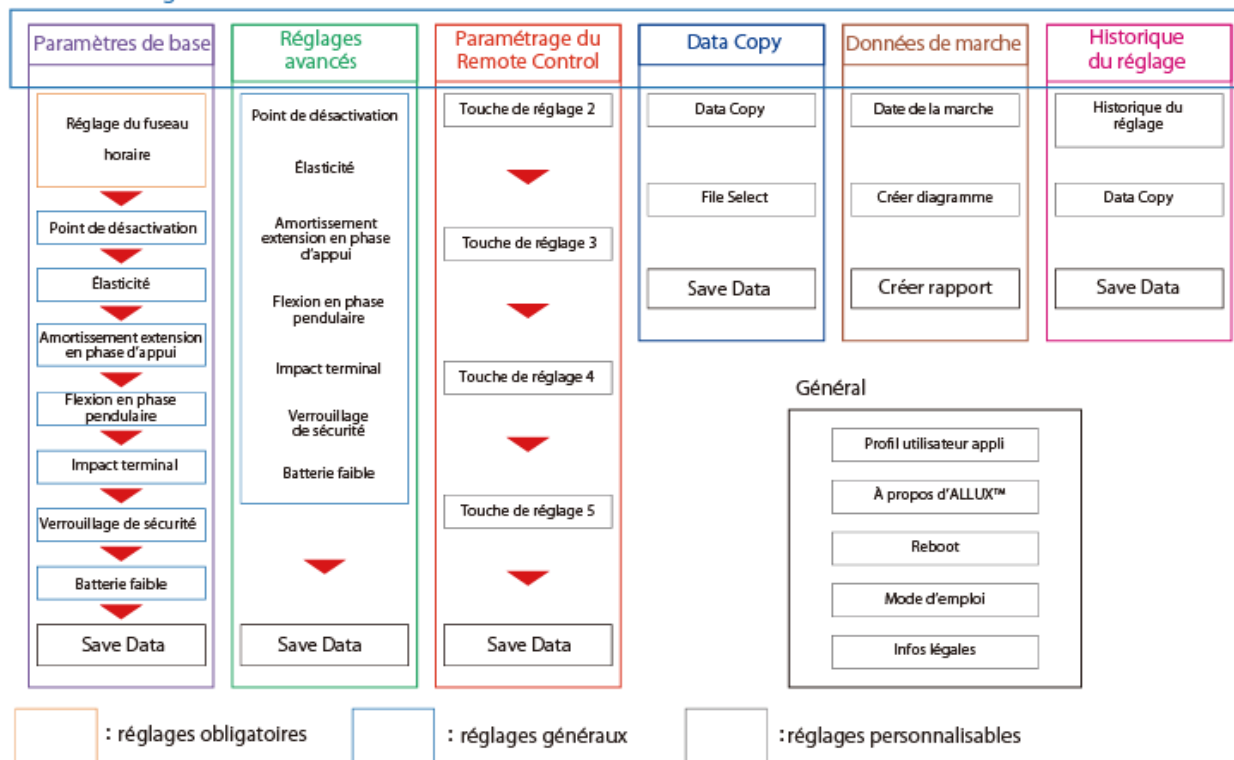 Paramètres de base
Réglage du fuseau
horaire
Point de désactivation
Élasticité
Amortissement extension
en phase d'appui
Flexion en phase
pendulaire
Impact terminal
Verrouillage de sécurité
Batterie faible
Save Data
Réglages
avancés
Point de désactivation
Élasticité
Amortissement
extension en phase
d'appui
Flexion en phase
pendulaire
Impact terminal
Verrouillage
de sécurité
Batterie faible
Save Data
Paramétrage du
Remote Control
Touche de réglage 2
Touche de réglage 3
Touche de réglage 4
Touche de réglage 5
Save Data
Data Copy
Data Copy
File Select
Save Data
Données de marche
Date de la marche
Créer diagramme
Créer rapport
Historique
du réglage
Historique du
réglage
Data Copy
Save Data
Général
Profil utilisateur appli
À propos d'ALLUX™
Reboot
Mode d'emploi
Infos légales
: réglages obligatoires
: réglages généraux
: réglages personnalisables